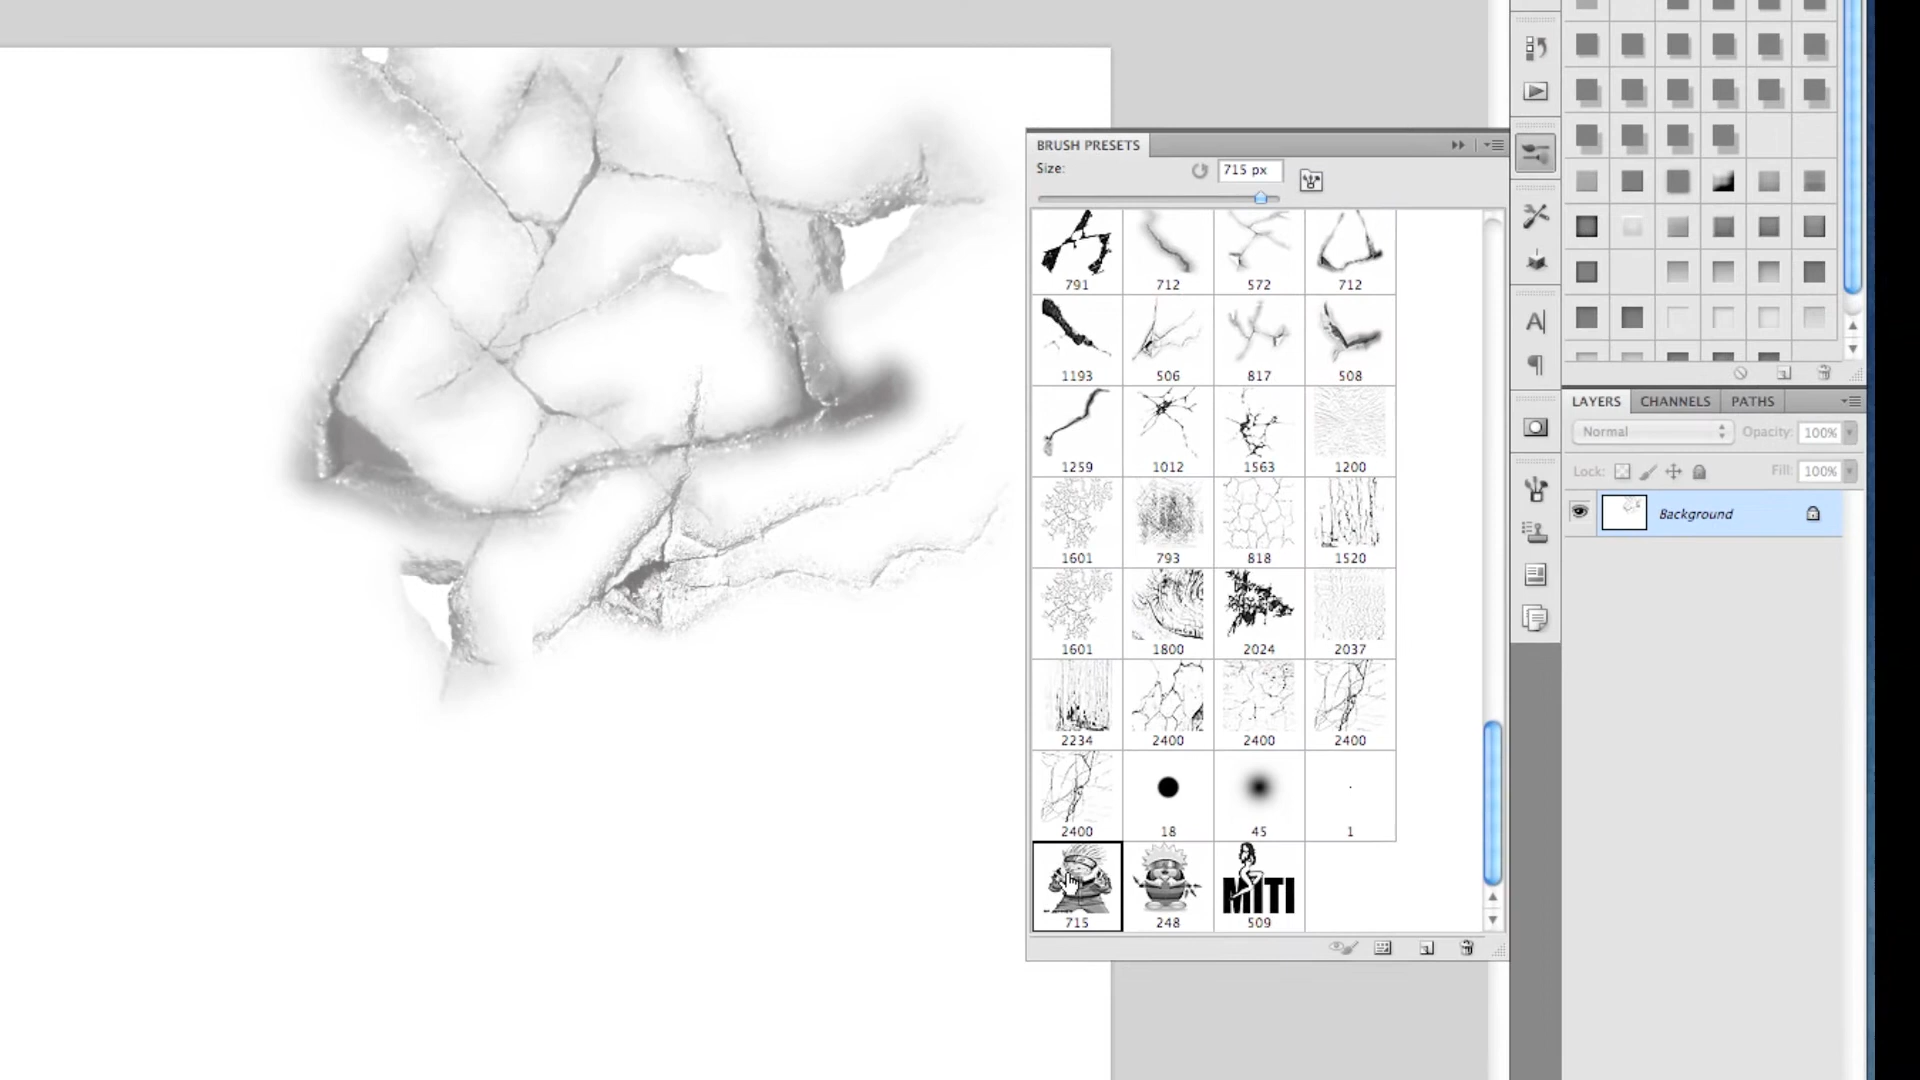 BRUSH PRESETS
Size:
715 px
791 712 572 712
1193 506 817 508
1259 1012 1563 1200
1601 793 818 1520
1601 1800 2024 2037
2234 2400 2400 2400
2400 18 45 1
MITI
715 248 509
A
LAYERS CHANNELS PATHS
Normal Opacity: 100%
Lock: Fill: 100%
Background